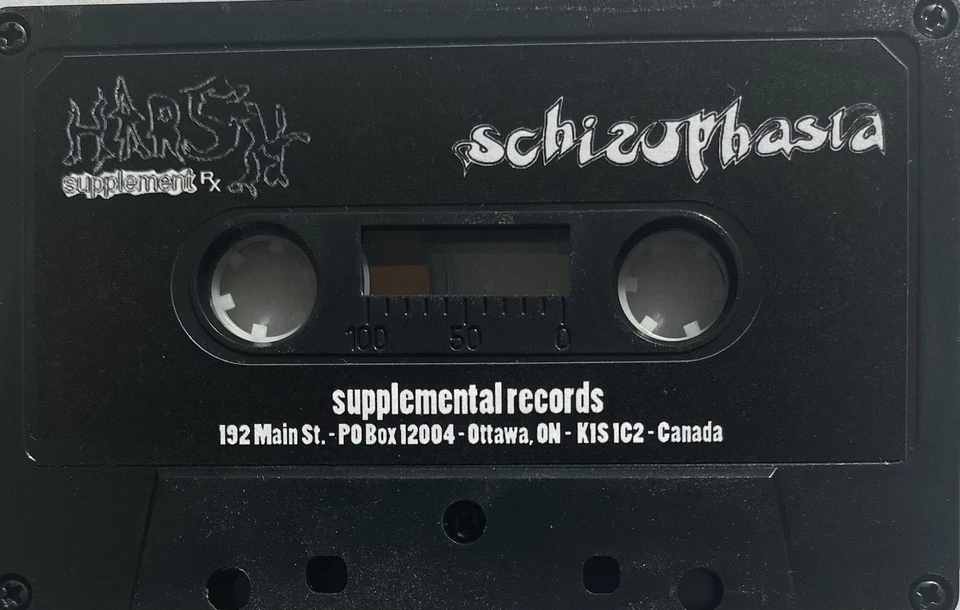 HARSH
supplement Rx
schizophasia
100 50 0
supplemental records
192 Main St. - PO Box 12004 - Ottawa, ON - K1S 1C2 - Canada